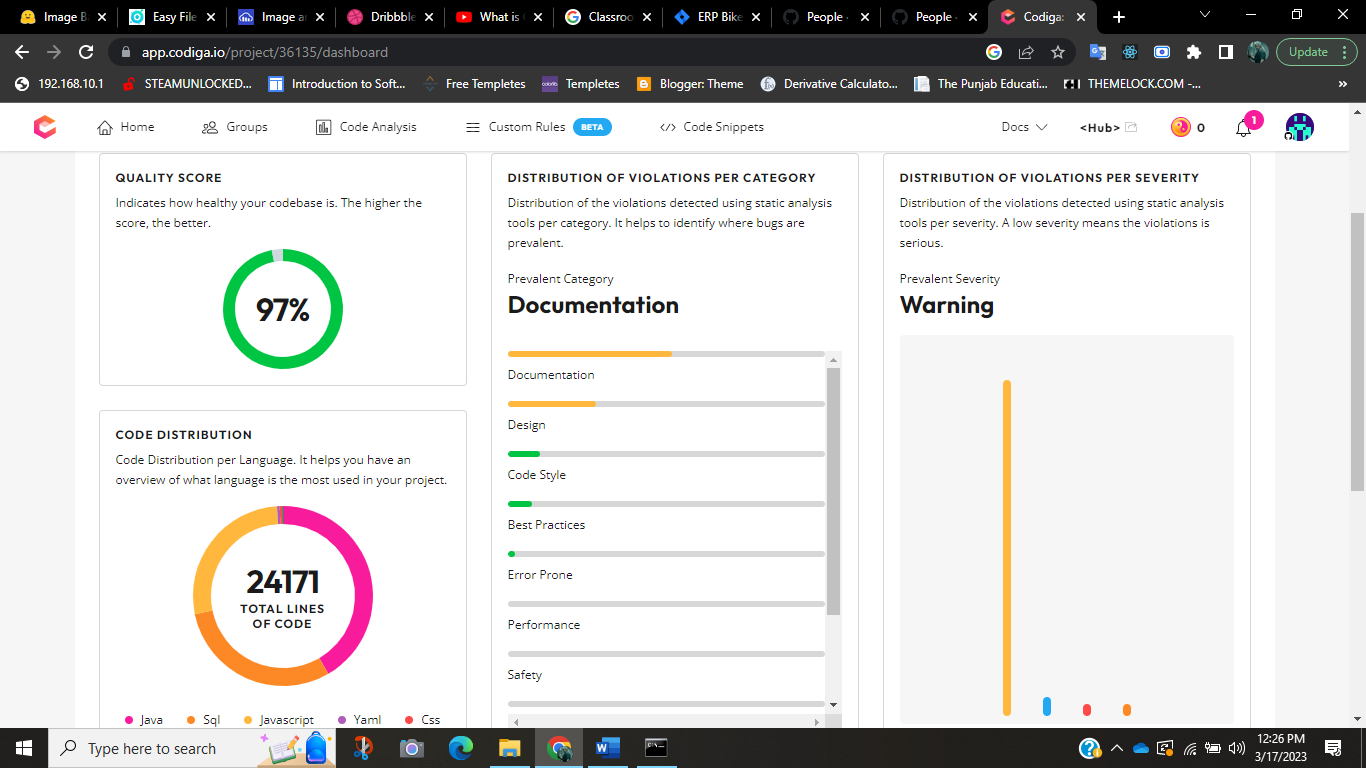 Image B
Easy File
Image a
Dribbble
What is
Classroo
ERP Bike
People
People
Codiga:
app.codiga.io/project/36135/dashboard
Update
192.168.10.1
STEAMUNLOCKED...
Introduction to Soft...
Free Templetes
Templetes
Blogger: Theme
Derivative Calculato...
The Punjab Educati...
THEMELOCK.COM -...
»
Home
Groups
Code Analysis
Custom Rules
BETA
Code Snippets
Docs
<Hub>
0
1
QUALITY SCORE
Indicates how healthy your codebase is. The higher the
score, the better.
97%
CODE DISTRIBUTION
Code Distribution per Language. It helps you have an
overview of what language is the most used in your project.
24171
TOTAL LINES
OF CODE
Java
Sql
Javascript
Yaml
Css
DISTRIBUTION OF VIOLATIONS PER CATEGORY
Distribution of the violations detected using static analysis
tools per category. It helps to identify where bugs are
prevalent.
Prevalent Category
Documentation
Documentation
Design
Code Style
Best Practices
Error Prone
Performance
Safety
DISTRIBUTION OF VIOLATIONS PER SEVERITY
Distribution of the violations detected using static analysis
tools per severity. A low severity means the violations is
serious.
Prevalent Severity
Warning
Type here to search
12:26 PM
3/17/2023